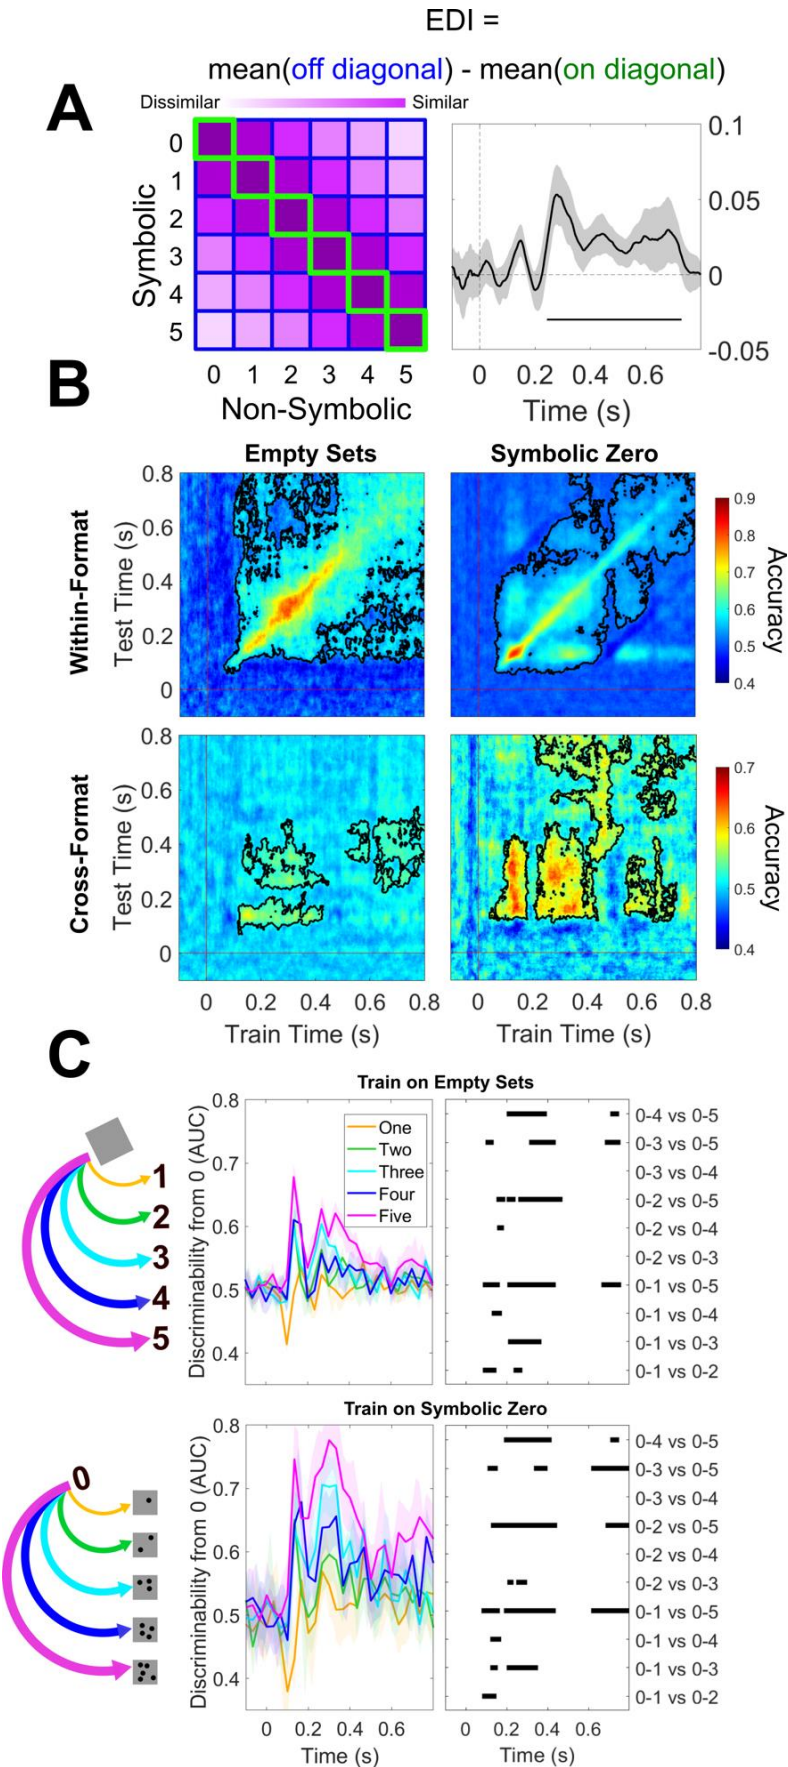 EDI =
mean(off diagonal) - mean(on diagonal)
A
Dissimilar
Similar
Symbolic
0
1
2
3
4
5
0 1 2 3 4 5
Non-Symbolic
0.1
0.05
0
-0.05
0 0.2 0.4 0.6
Time (s)
B
Empty Sets
Symbolic Zero
Within-Format
Test Time (s)
0.8
0.6
0.4
0.2
0
0.9
0.8
0.7
0.6
0.5
0.4
Accuracy
Cross-Format
Test Time (s)
0.8
0.6
0.4
0.2
0
0.7
0.6
0.5
0.4
Accuracy
0 0.2 0.4 0.6 0.8
Train Time (s)
0 0.2 0.4 0.6 0.8
Train Time (s)
C
Train on Empty Sets
1
2
3
4
5
Discriminability from 0 (AUC)
0.8
0.7
0.6
0.5
0.4
One
Two
Three
Four
Five
0-4 vs 0-5
0-3 vs 0-5
0-3 vs 0-4
0-2 vs 0-5
0-2 vs 0-4
0-2 vs 0-3
0-1 vs 0-5
0-1 vs 0-4
0-1 vs 0-3
0-1 vs 0-2
Train on Symbolic Zero
0
Discriminability from 0 (AUC)
0.8
0.7
0.6
0.5
0.4
0 0.2 0.4 0.6
Time (s)
0-4 vs 0-5
0-3 vs 0-5
0-3 vs 0-4
0-2 vs 0-5
0-2 vs 0-4
0-2 vs 0-3
0-1 vs 0-5
0-1 vs 0-4
0-1 vs 0-3
0-1 vs 0-2
0 0.2 0.4 0.6
Time (s)